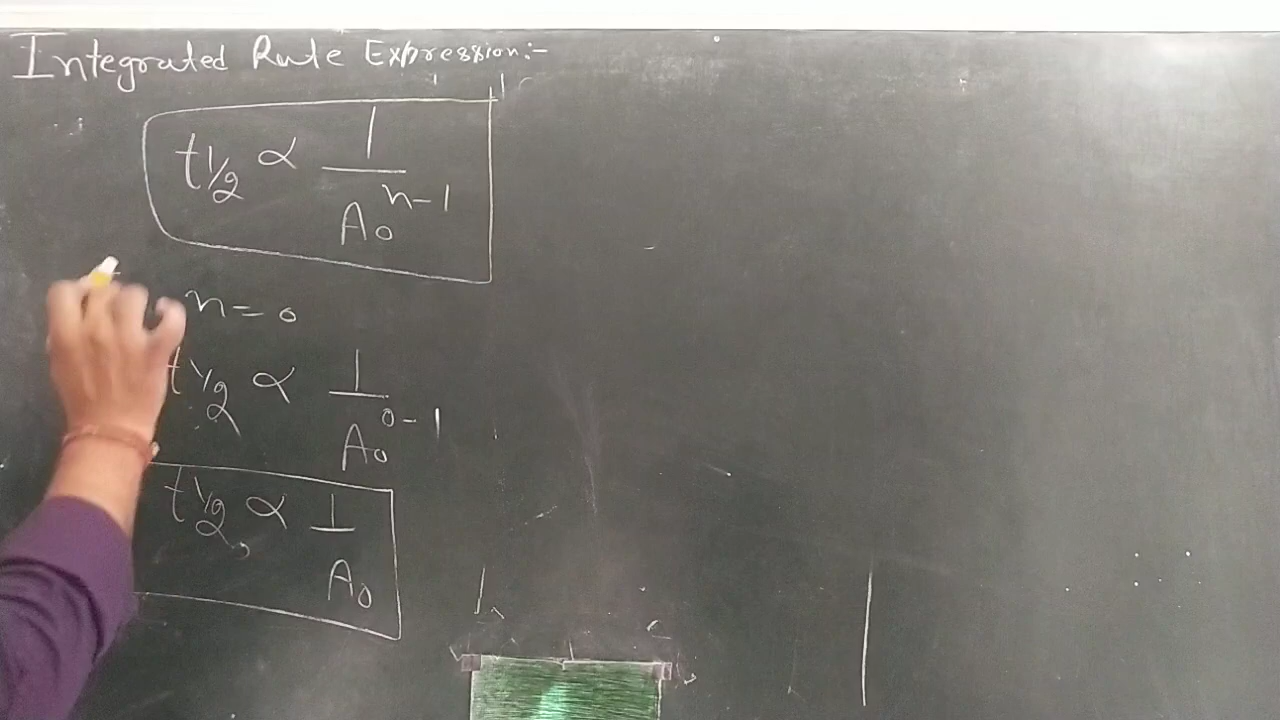 Integrated Rate Expression:-
t1/2 ∝ 1/A0^n-1
n = 0
t1/2 ∝ 1/A0^0-1
t1/2 ∝ 1/A0